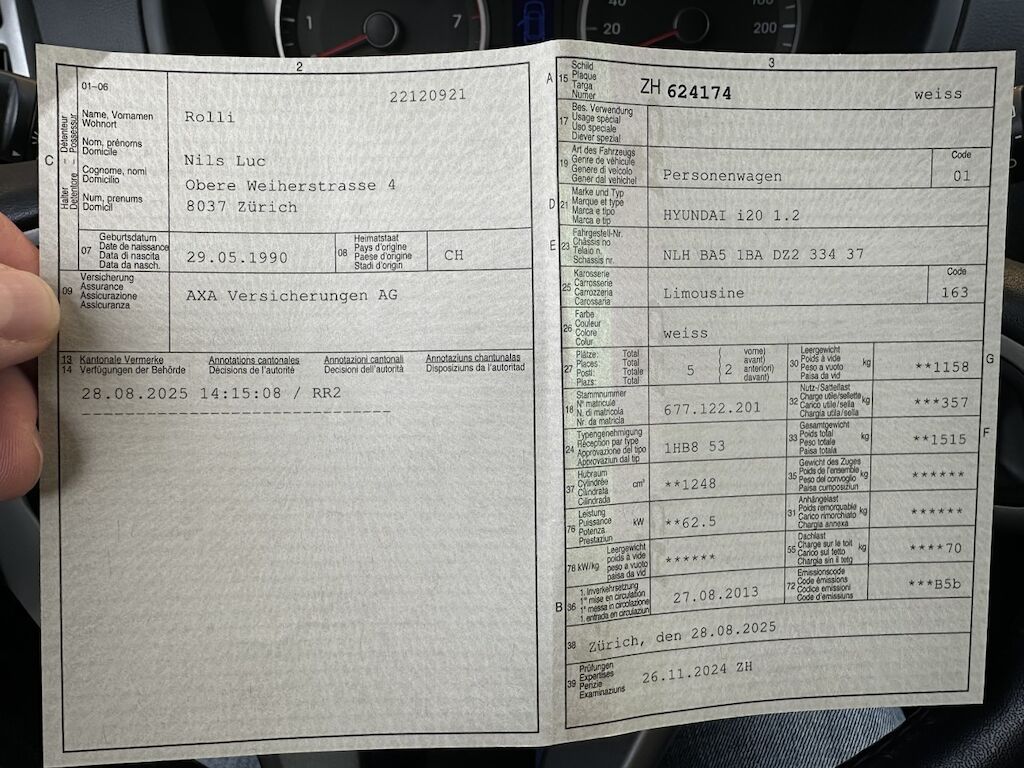 1
7
20
40
100
200
2
01–06
22120921
Détenteur Possessur
Halter Detentore
C
Name, Vornamen
Wohnort
Nom, prénoms
Domicile
Cognome, nomi
Domicilio
Num, prenums
Domicil
Rolli
Nils Luc
Obere Weiherstrasse 4
8037 Zürich
07
Geburtsdatum
Date de naissance
Data di nascita
Data da nasch.
29.05.1990
08
Heimatstaat
Pays d'origine
Paese d'origine
Stadi d'origin
CH
09
Versicherung
Assurance
Assicurazione
Assicuranza
AXA Versicherungen AG
13 Kantonale Vermerke Annotations cantonales Annotazioni cantonali Annotaziuns chantunalas
14 Verfügungen der Behörde Décisions de l'autorité Decisioni dell'autorità Disposiziuns da l'autoritad
28.08.2025 14:15:08 / RR2
3
A 15
Schild
Plaque
Targa
Numer
ZH 624174 weiss
17
Bes. Verwendung
Usage spécial
Uso speciale
Diever spezial
19
Art des Fahrzeugs
Genre de véhicule
Genere di veicolo
Gener dal vehichel
Personenwagen
Code
01
D 21
Marke und Typ
Marque et type
Marca e tipo
Marca e tip
HYUNDAI i20 1.2
E 23
Fahrgestell-Nr.
Châssis no
Telaio n.
Schassis nr.
NLH BA5 1BA DZ2 334 37
25
Karosserie
Carrosserie
Carrozzeria
Carossaria
Limousine
Code
163
26
Farbe
Couleur
Colore
Colur
weiss
27
Plätze: Total
Places: Total
Posti: Totale
Plazs: Total
5 ( 2 vorne)
avant)
anteriori)
davant)
30
Leergewicht
Poids à vide
Peso a vuoto
Paisa da vid
kg
**1158
G
18
Stammnummer
N° matricule
N. di matricola
Nr. da matricla
677.122.201
32
Nutz-/Sattellast
Charge utile/sellette
Carico utile/sella
Chargia utila/sella
kg
***357
24
Typengenehmigung
Réception par type
Approvazione del tipo
Approvaziun dal tip
1HB8 53
33
Gesamtgewicht
Poids total
Peso totale
Paisa totala
kg
**1515
F
37
Hubraum
Cylindrée
Cilindrata
Cilindrada
cm³
**1248
35
Gewicht des Zuges
Poids de l'ensemble
Peso del convoglio
Paisa cumposiziun
kg
******
76
Leistung
Puissance
Potenza
Prestaziun
kW
**62.5
31
Anhängelast
Poids remorquable
Carico rimorchiato
Chargia annexa
kg
******
78 kW/kg
Leergewicht
poids à vide
peso a vuoto
paisa da vid
******
55
Dachlast
Charge sur le toit
Carico sul tetto
Chargia sin il tetg
kg
****70
B 36
1. Inverkehrsetzung
1re mise en circulation
1a messa in circolazione
1. entrada en circulaziun
27.08.2013
72
Emissionscode
Code émissions
Codice emissioni
Code d'emissiuns
***B5b
38
Zürich, den 28.08.2025
39
Prüfungen
Expertises
Perizie
Examinaziuns
26.11.2024 ZH